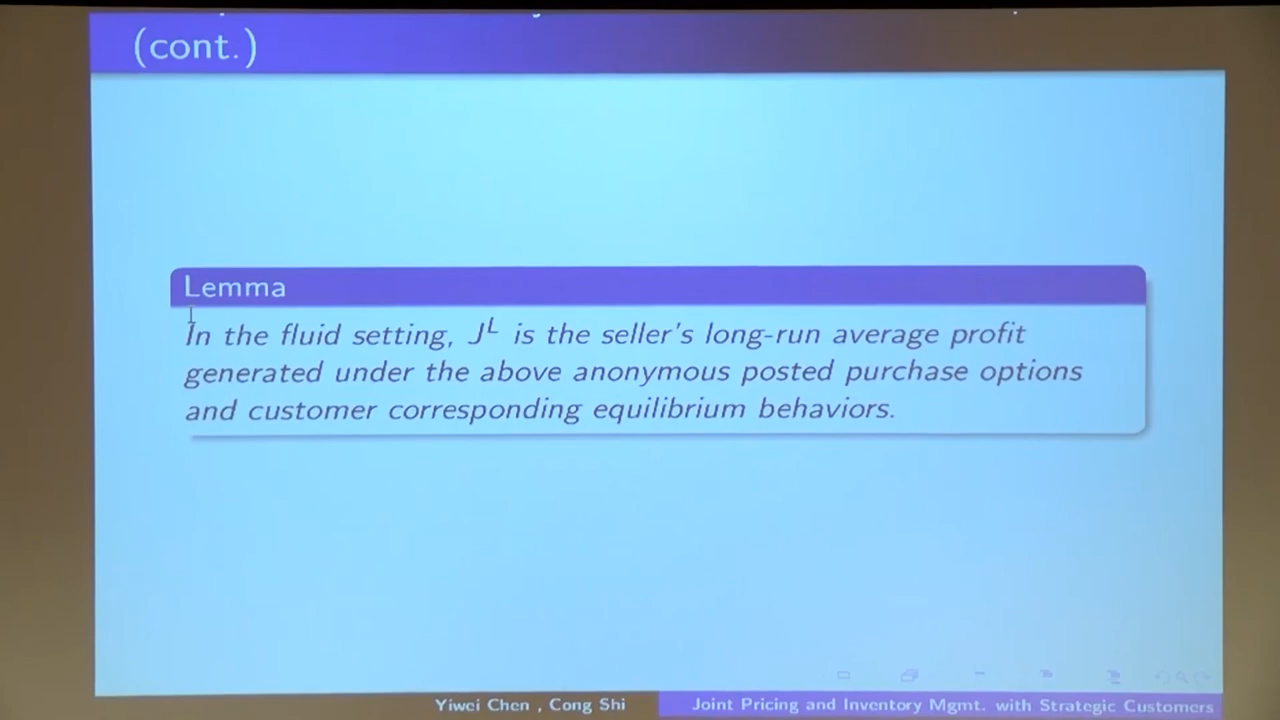 (cont.)
Lemma
In the fluid setting, J^L is the seller's long-run average profit
generated under the above anonymous posted purchase options
and customer corresponding equilibrium behaviors.
Yiwei Chen , Cong Shi
Joint Pricing and Inventory Mgmt. with Strategic Customers